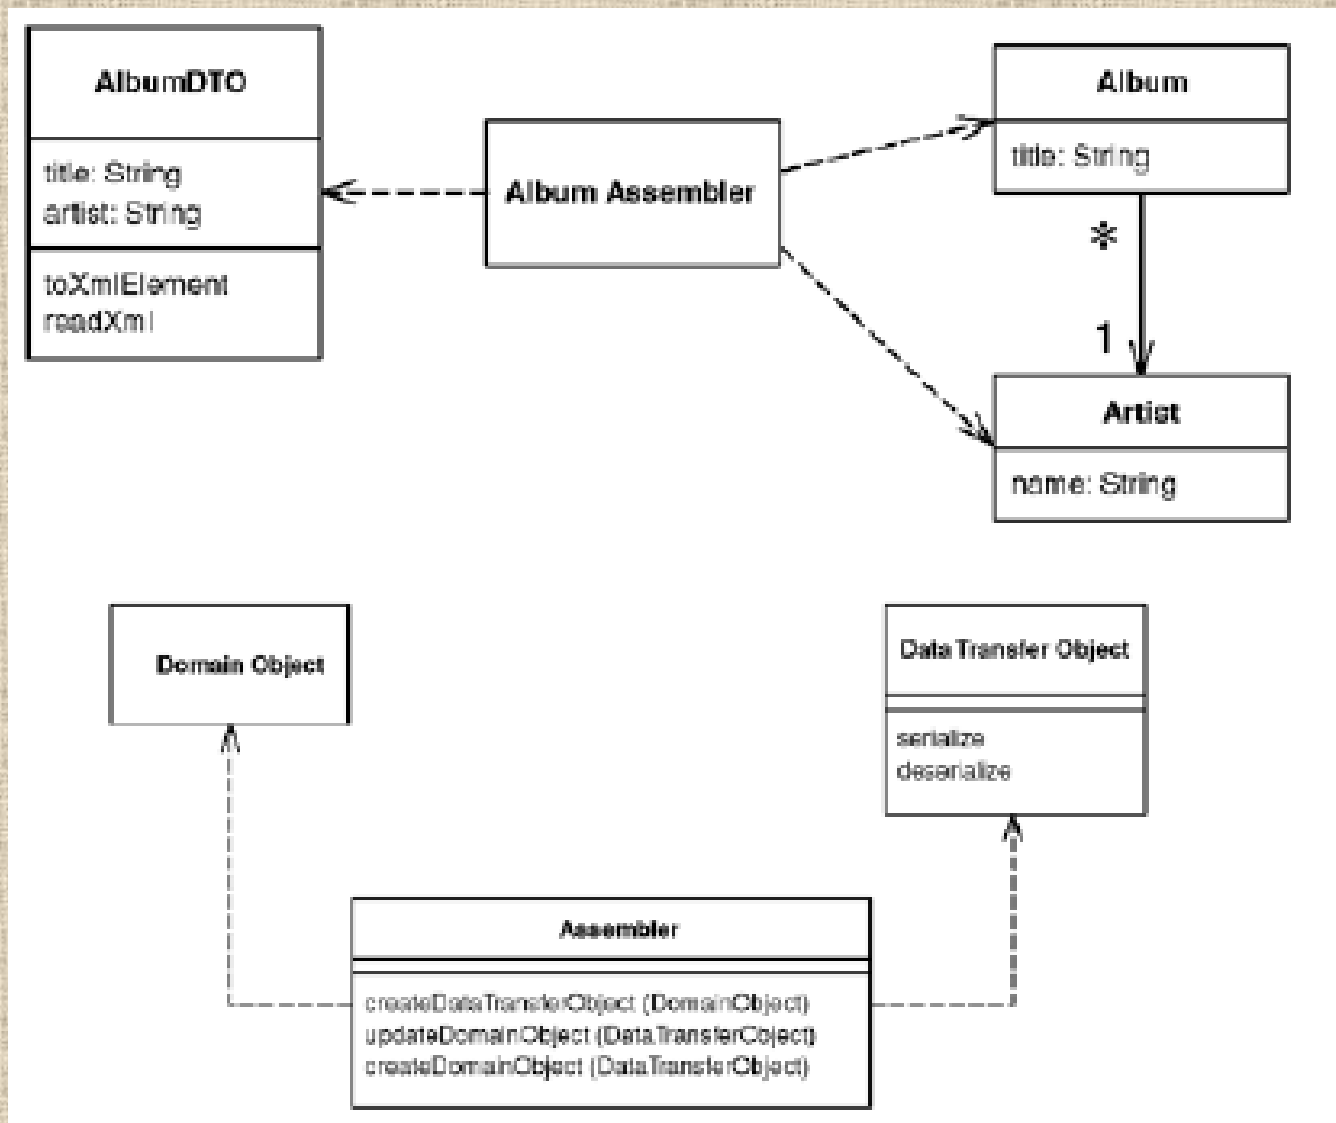 AlbumDTO
title: String
artist: String
toXmlElement
readXml
Album Assembler
Album
title: String
*
1
Artist
name: String
Domain Object
Data Transfer Object
serialize
deserialize
Assembler
createDataTransferObject (DomainObject)
updateDomainObject (DataTransferObject)
createDomainObject (DataTransferObject)